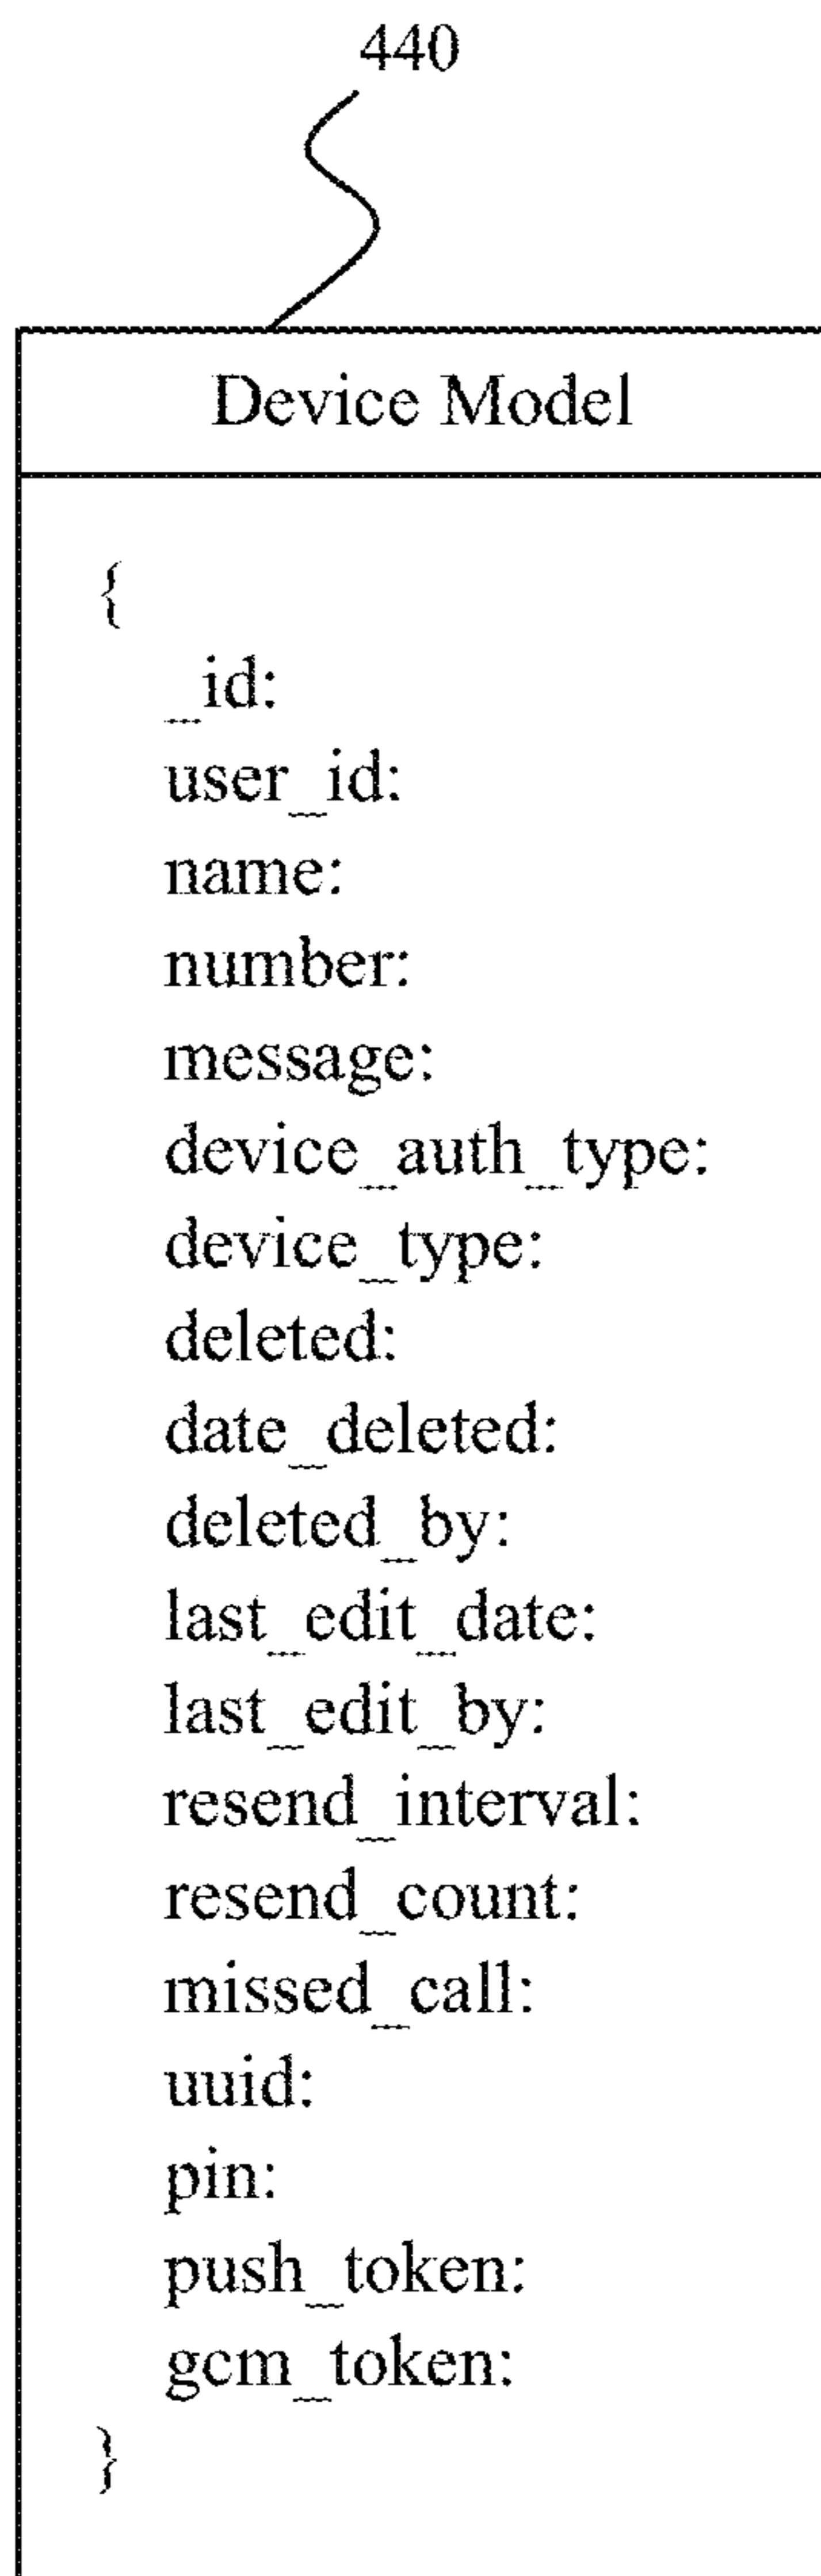 440
Device Model
{
_id:
user_id:
name:
number:
message:
device_auth_type:
device_type:
deleted:
date_deleted:
deleted_by:
last_edit_date:
last_edit_by:
resend_interval:
resend_count:
missed_call:
uuid:
pin:
push_token:
gcm_token:
}